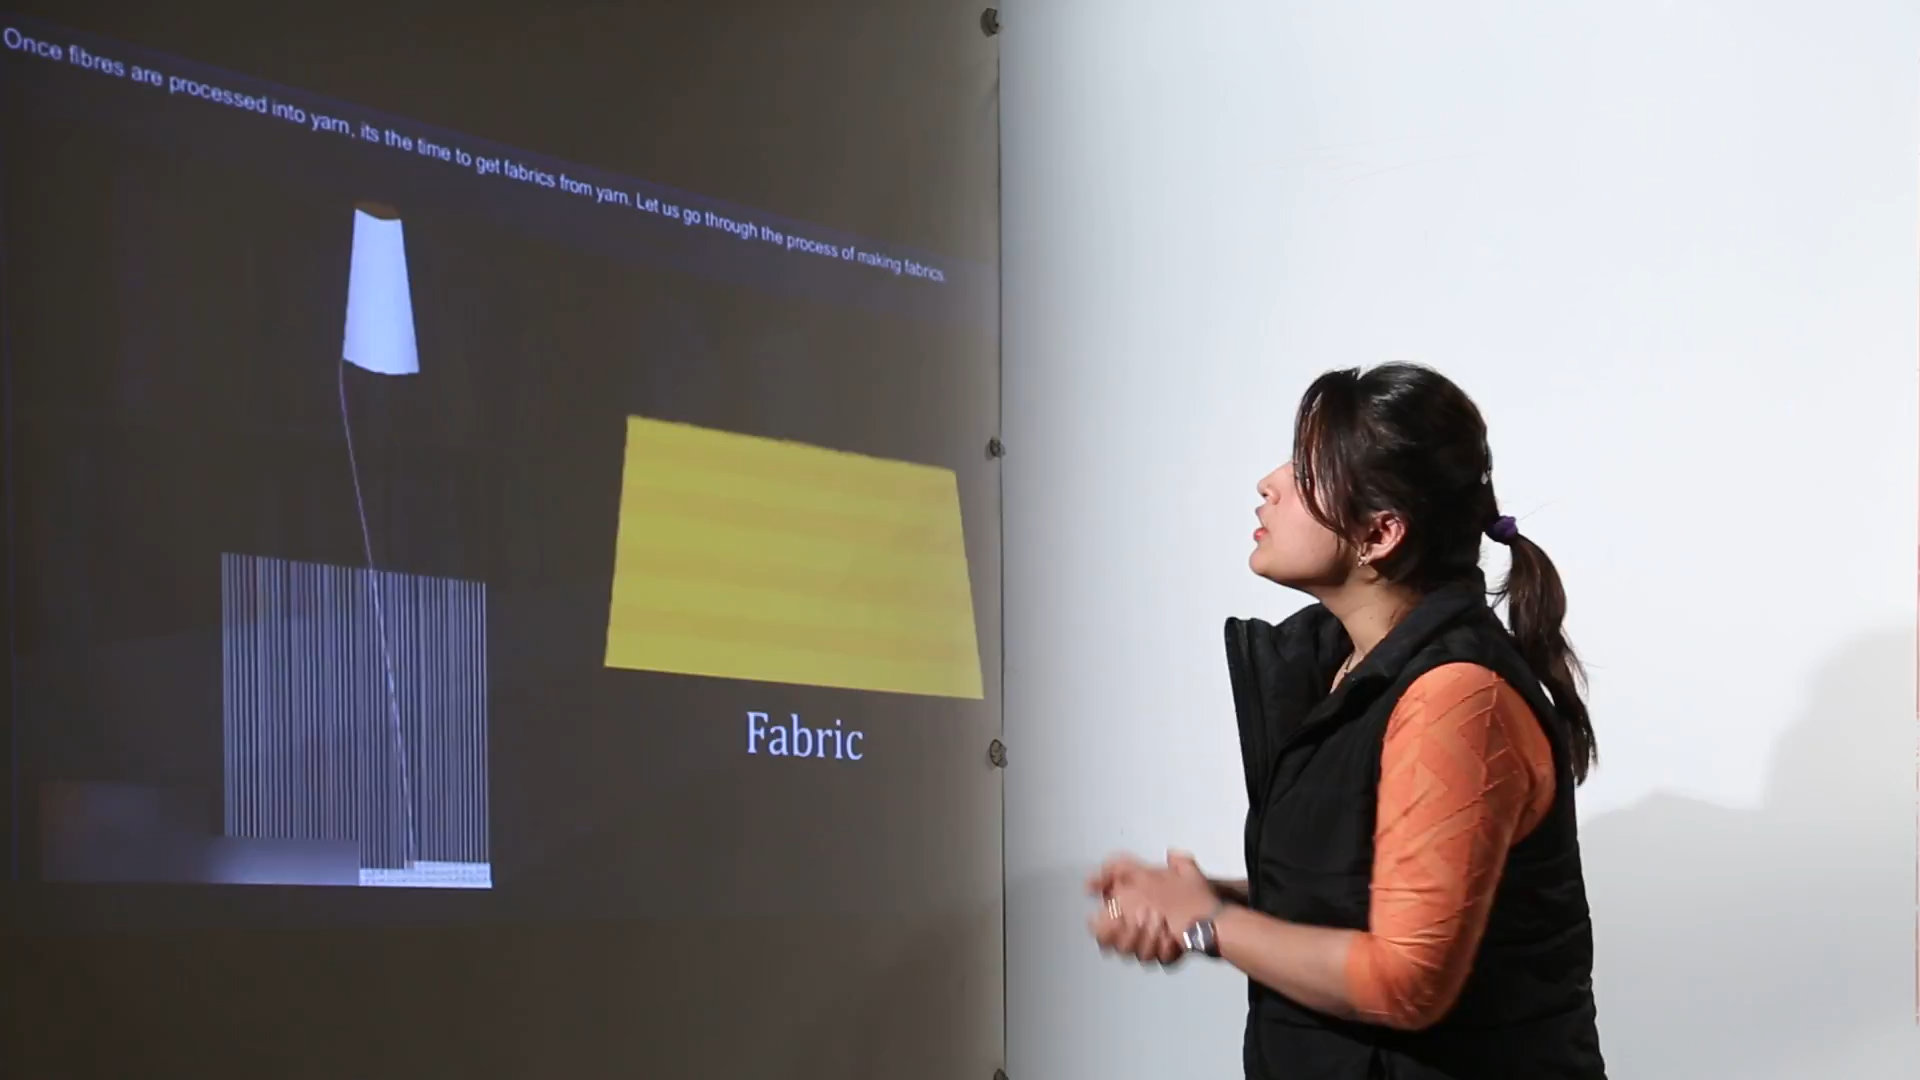 Once fibres are processed into yarn, its the time to get fabrics from yarn. Let us go through the process of making fabrics.
Fabric